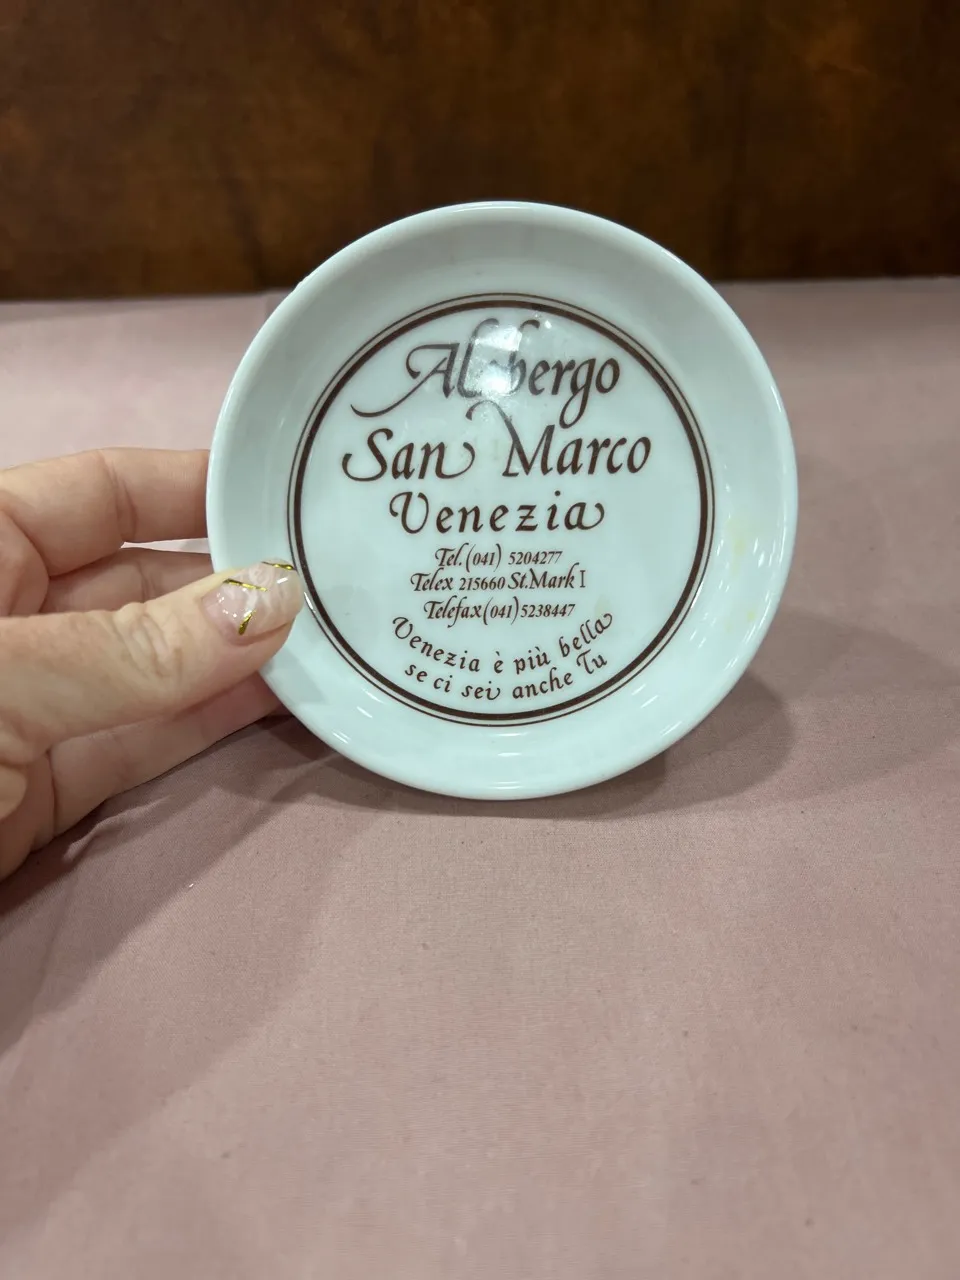 Albergo
San Marco
Venezia
Tel.(041) 5204277
Telex 215660 St.Mark I
Telefax(041)5238447
Venezia è più bella
se ci sei anche Tu